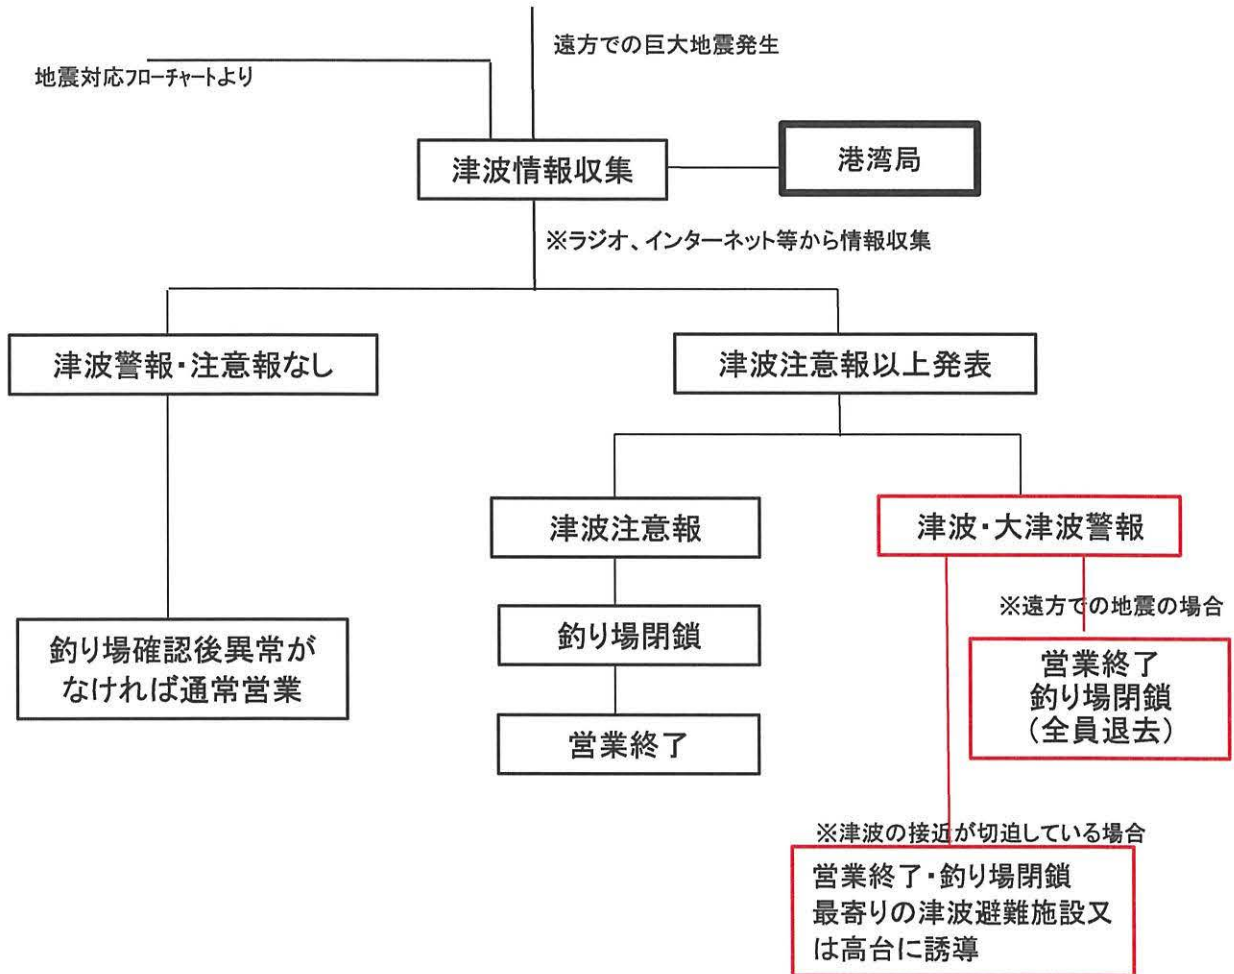 遠方での巨大地震発生
地震対応フローチャートより
津波情報収集
港湾局
※ラジオ、インターネット等から情報収集
津波警報・注意報なし
津波注意報以上発表
津波注意報
津波・大津波警報
※遠方での地震の場合
釣り場確認後異常が
なければ通常営業
釣り場閉鎖
営業終了
営業終了
釣り場閉鎖
(全員退去)
※津波の接近が切迫している場合
営業終了・釣り場閉鎖
最寄りの津波避難施設又
は高台に誘導